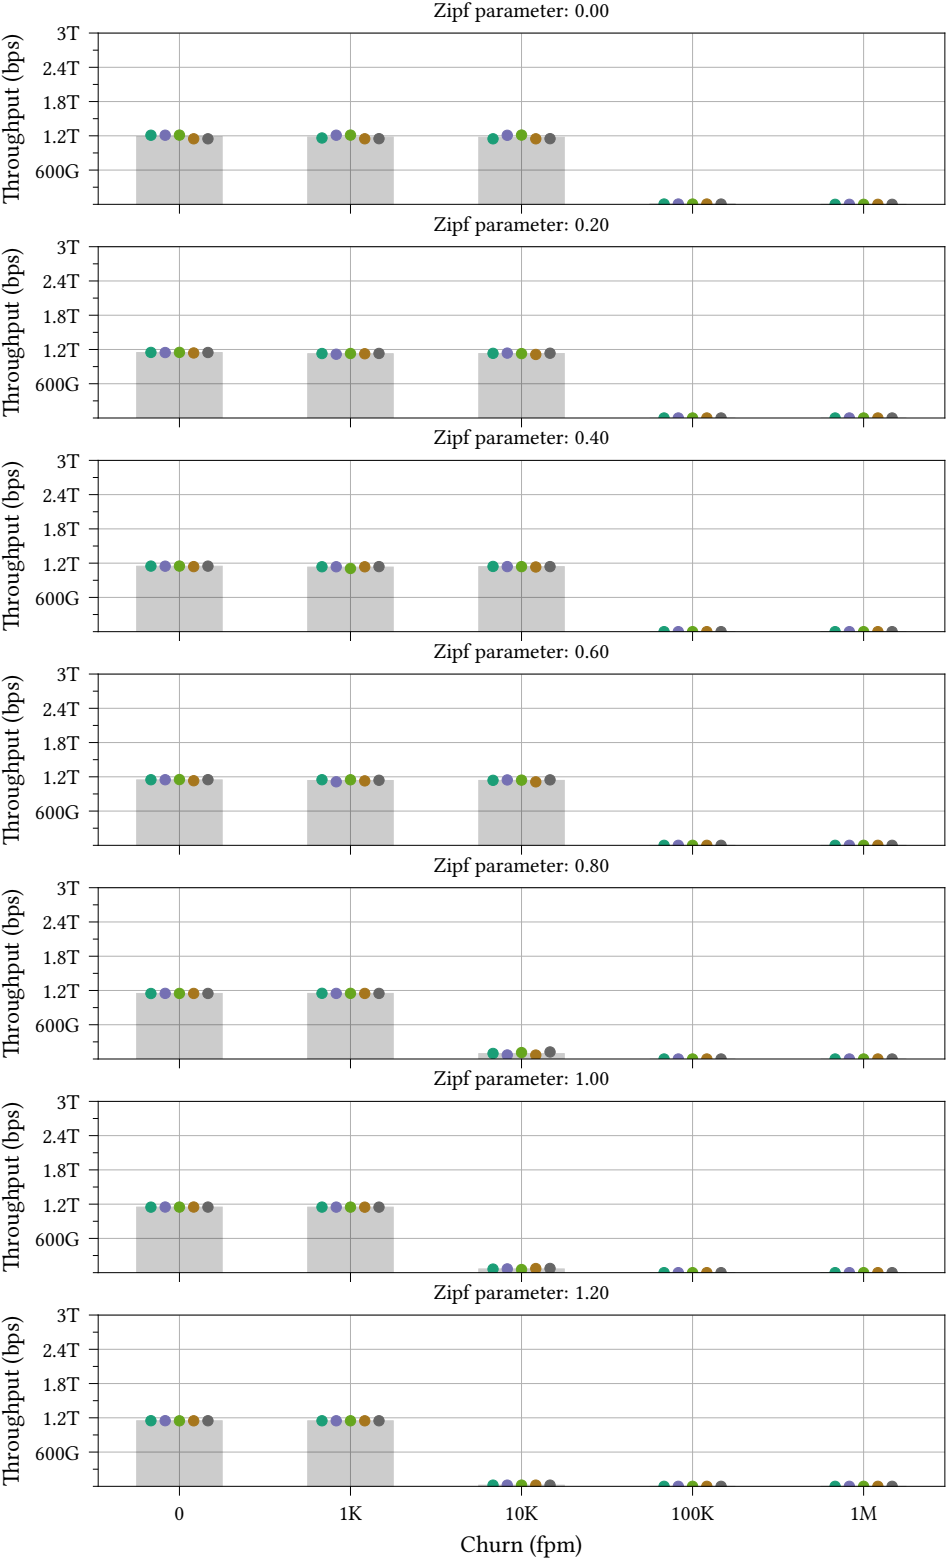 Zipf parameter: 0.00
Throughput (bps)
3T
2.4T
1.8T
1.2T
600G
Zipf parameter: 0.20
Throughput (bps)
3T
2.4T
1.8T
1.2T
600G
Zipf parameter: 0.40
Throughput (bps)
3T
2.4T
1.8T
1.2T
600G
Zipf parameter: 0.60
Throughput (bps)
3T
2.4T
1.8T
1.2T
600G
Zipf parameter: 0.80
Throughput (bps)
3T
2.4T
1.8T
1.2T
600G
Zipf parameter: 1.00
Throughput (bps)
3T
2.4T
1.8T
1.2T
600G
Zipf parameter: 1.20
Throughput (bps)
3T
2.4T
1.8T
1.2T
600G
0 1K 10K 100K 1M
Churn (fpm)